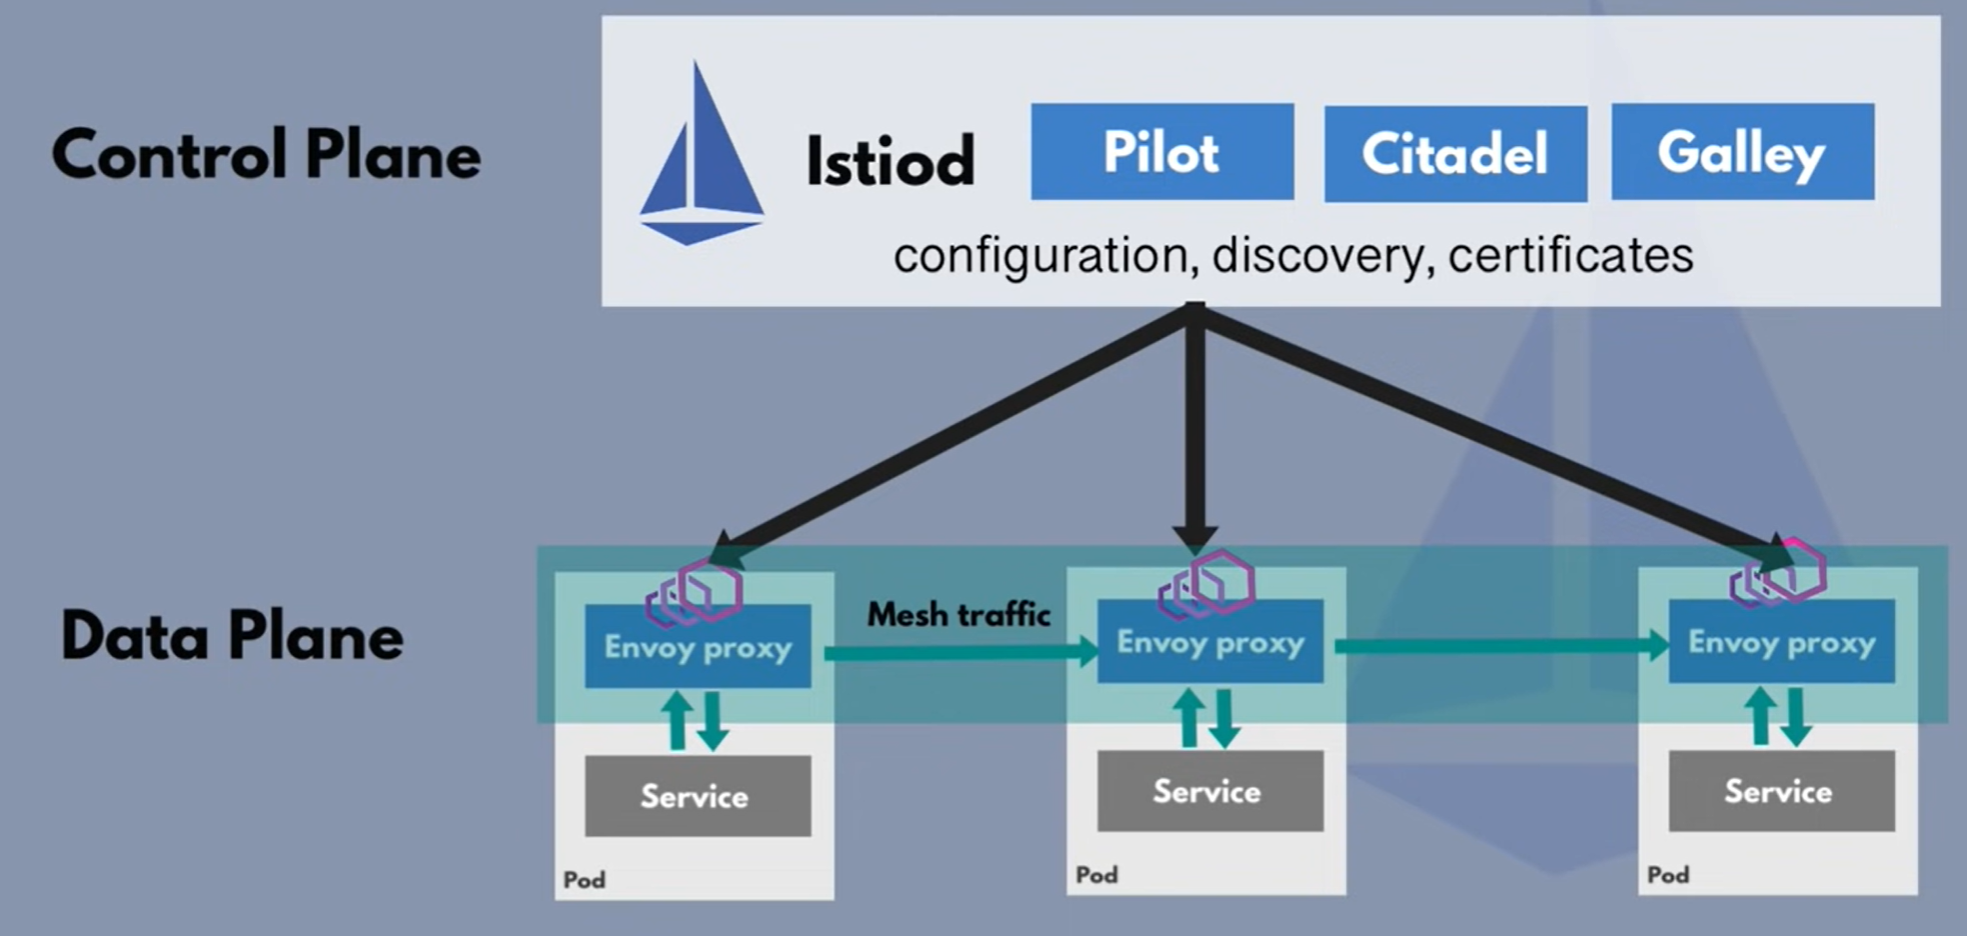 Control Plane
Istiod
Pilot
Citadel
Galley
configuration, discovery, certificates
Data Plane
Mesh traffic
Envoy proxy
Envoy proxy
Envoy proxy
Service
Service
Service
Pod
Pod
Pod